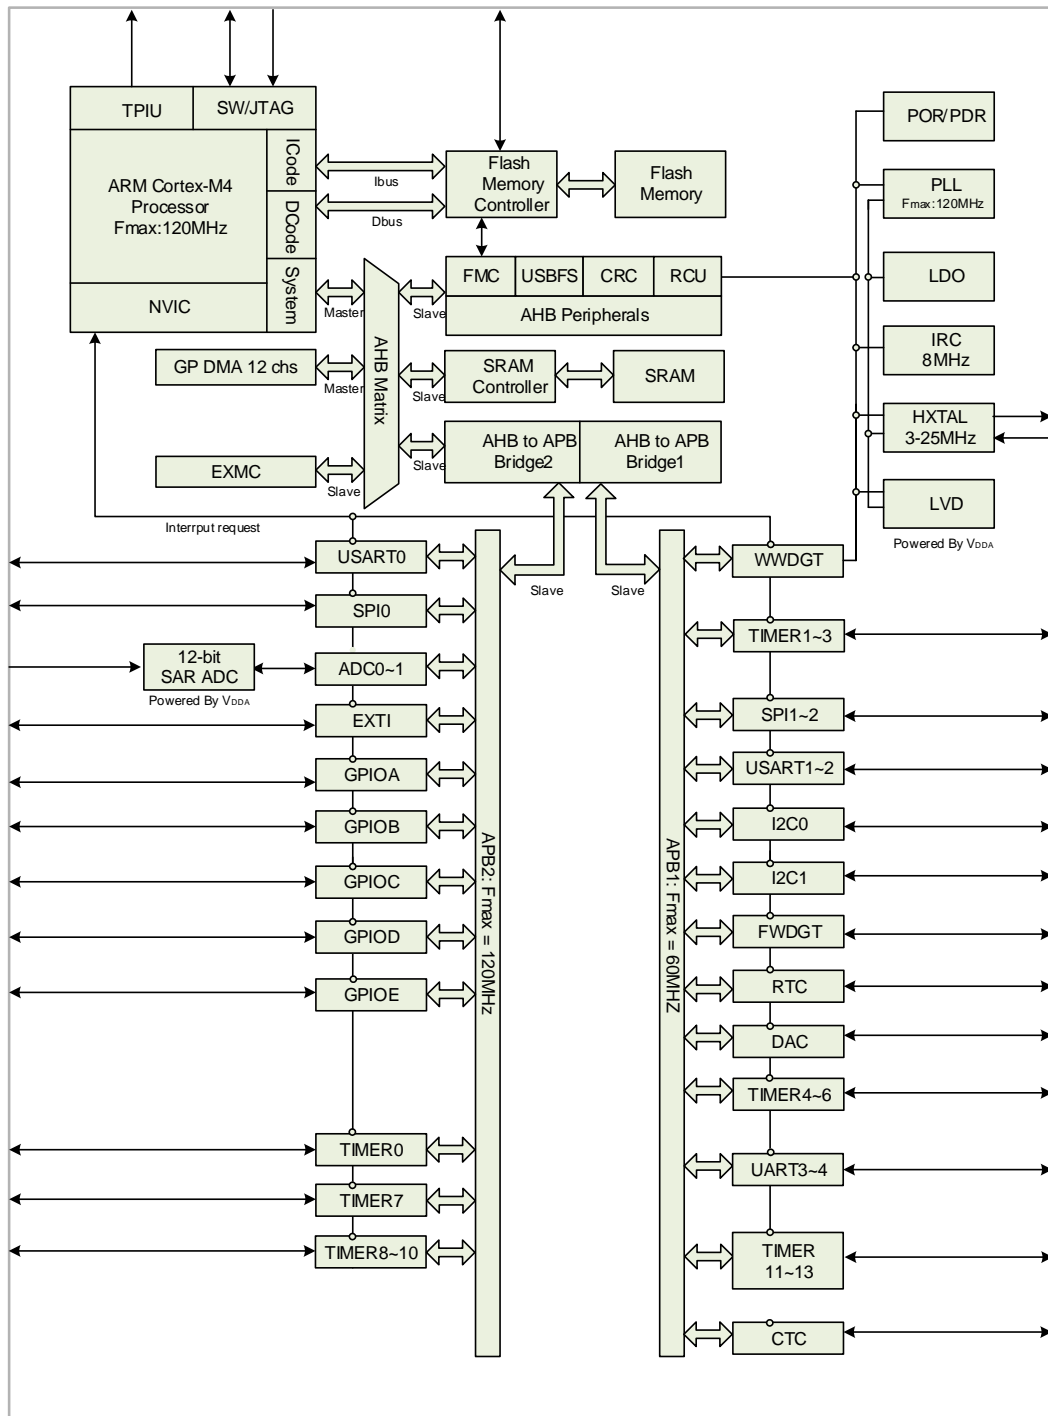 TPIU
SW/JTAG
POR/PDR
ICode
Flash
Memory
Controller
Flash
Memory
ARM Cortex-M4
Processor
Fmax:120MHz
Ibus
PLL
Fmax:120MHz
DCode
Dbus
System
FMC
USBFS
CRC
RCU
LDO
NVIC
Master
Slave
AHB Peripherals
IRC
8MHz
GP DMA 12 chs
Master
AHB Matrix
Slave
SRAM
Controller
SRAM
HXTAL
3-25MHz
AHB to APB
Bridge2
AHB to APB
Bridge1
EXMC
Slave
Slave
LVD
Powered By VDDA
Interrput request
USART0
Slave
Slave
WWDGT
SPI0
TIMER1~3
12-bit
SAR ADC
Powered By VDDA
ADC0~1
EXTI
SPI1~2
GPIOA
USART1~2
GPIOB
I2C0
APB2: Fmax = 120MHz
APB1: Fmax = 60MHZ
GPIOC
I2C1
GPIOD
FWDGT
GPIOE
RTC
DAC
TIMER4~6
TIMER0
UART3~4
TIMER7
TIMER8~10
TIMER
11~13
CTC